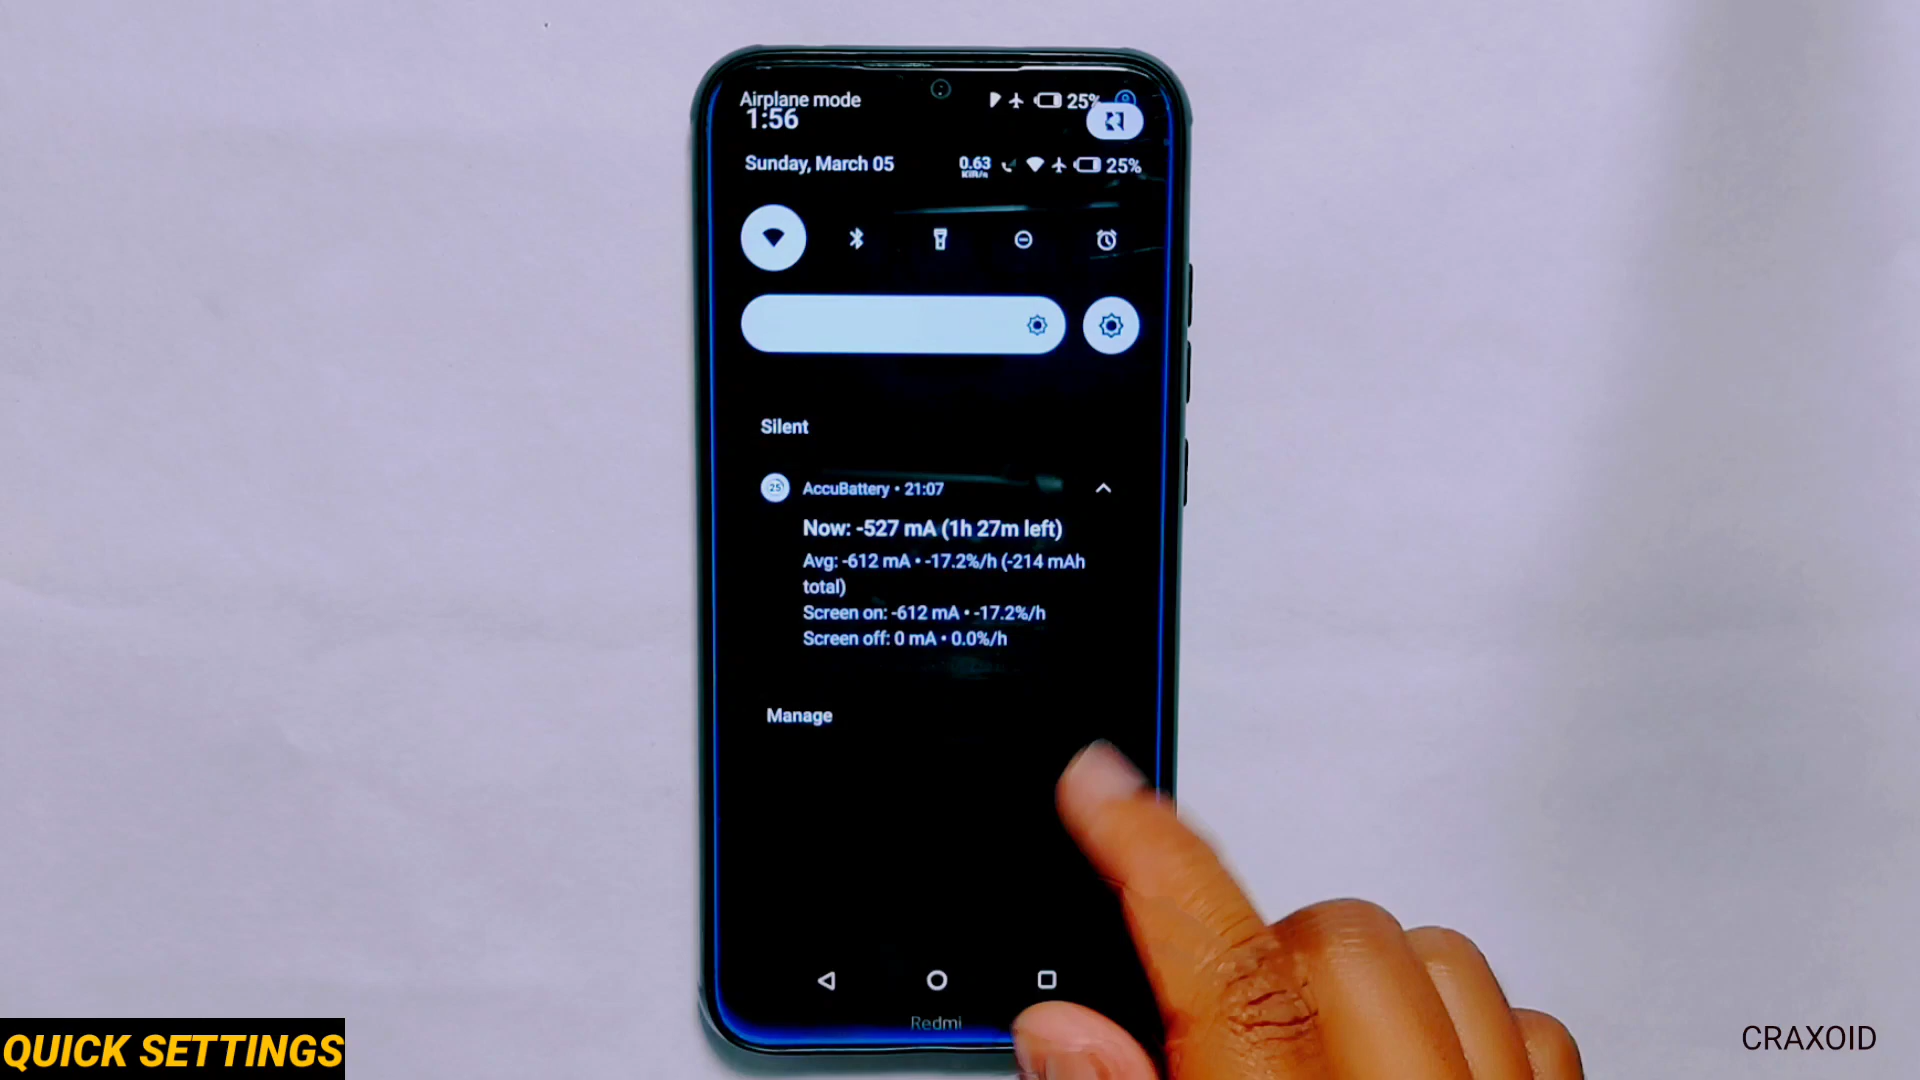 Airplane mode
25%
1:56
Sunday, March 05
0.63
25%
Silent
25
AccuBattery • 21:07
Now: -527 mA (1h 27m left)
Avg: -612 mA • -17.2%/h (-214 mAh
total)
Screen on: -612 mA • -17.2%/h
Screen off: 0 mA • 0.0%/h
Manage
Redmi
QUICK SETTINGS
CRAXOID